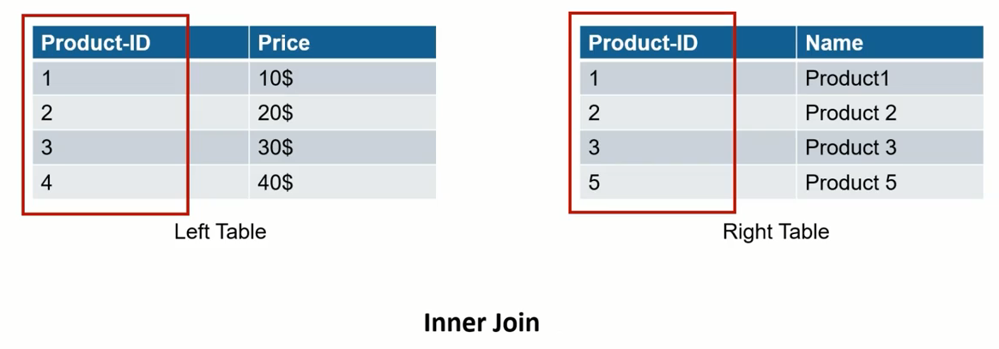 Product-ID Price
1 10$
2 20$
3 30$
4 40$
Left Table
Product-ID Name
1 Product1
2 Product 2
3 Product 3
5 Product 5
Right Table
Inner Join